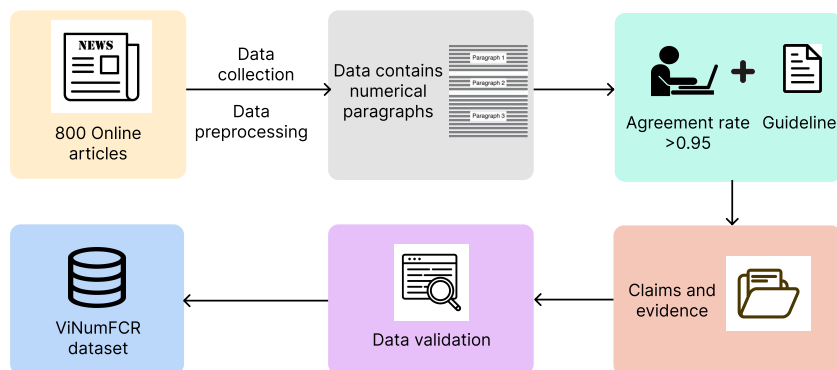 NEWS
800 Online
articles
Data
collection
Data
preprocessing
Data contains
numerical
paragraphs
Paragraph 1
Paragraph 2
Paragraph 3
Agreement rate
>0.95
Guideline
Claims and
evidence
Data validation
ViNumFCR
dataset